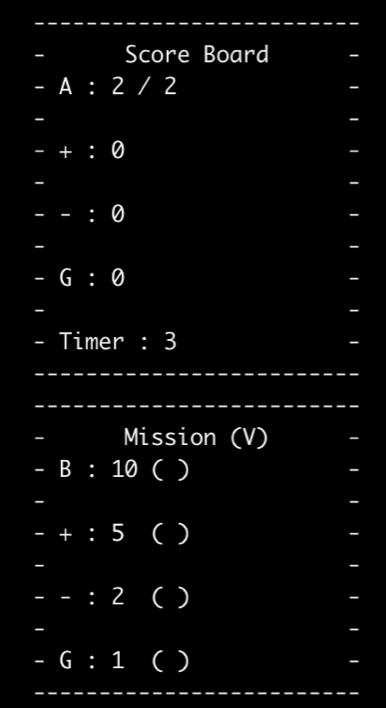 -------------------------
-      Score Board      -
- A : 2 / 2             -
-                       -
- + : 0                 -
-                       -
- - : 0                 -
-                       -
- G : 0                 -
-                       -
- Timer : 3             -
-------------------------
-------------------------
-      Mission (V)      -
- B : 10 ( )            -
-                       -
- + : 5  ( )            -
-                       -
- - : 2  ( )            -
-                       -
- G : 1  ( )            -
-------------------------